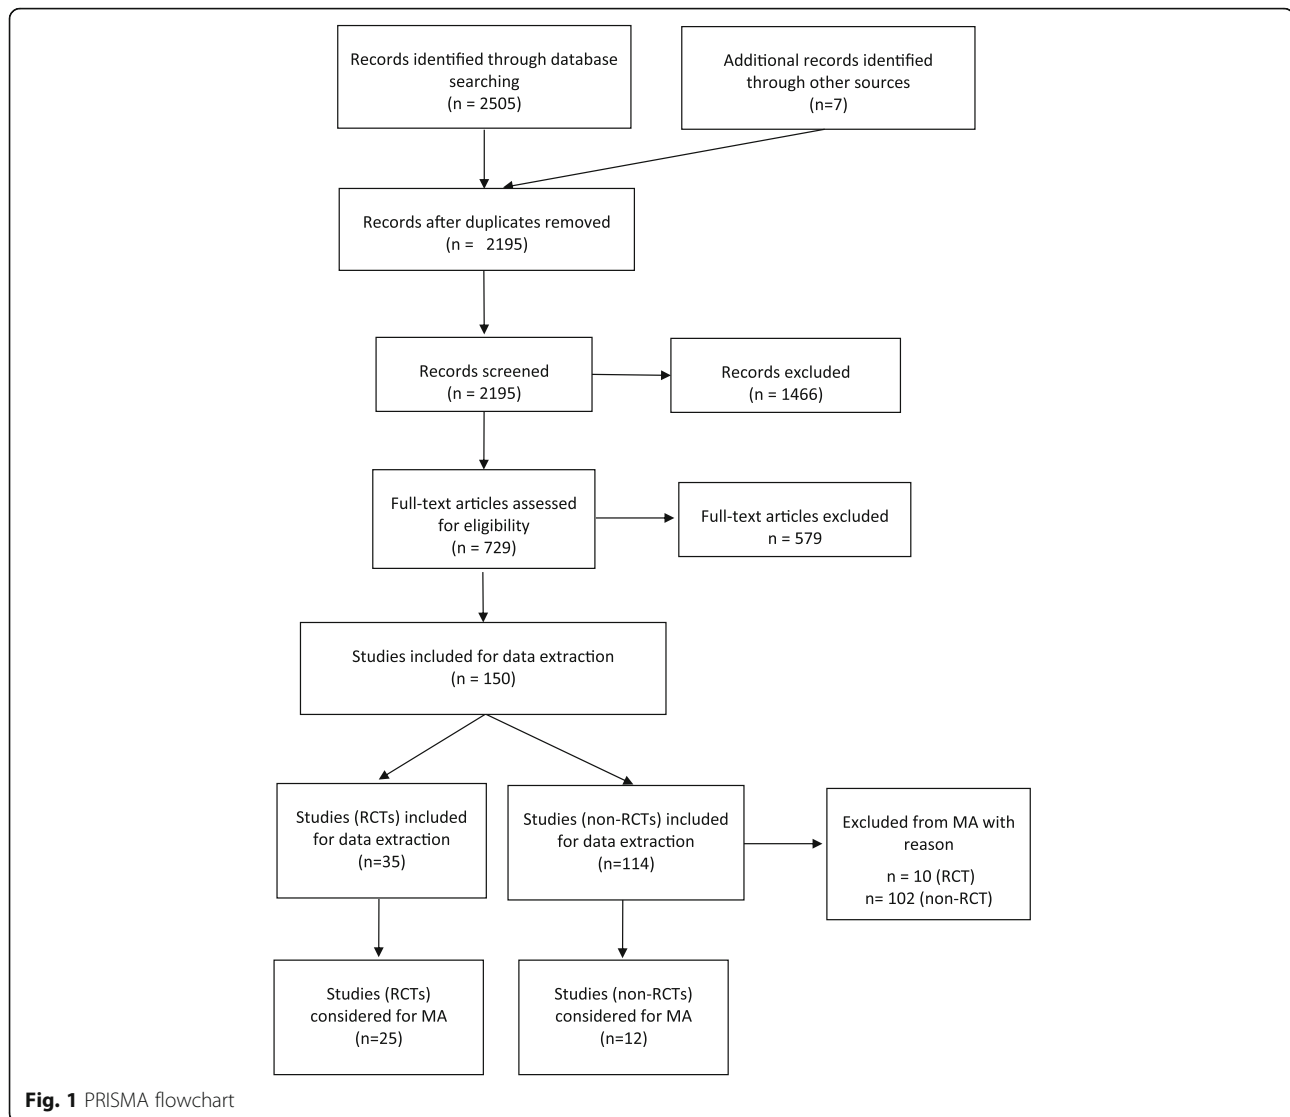 Records identified through database
searching
(n = 2505)
Additional records identified
through other sources
(n=7)
Records after duplicates removed
(n = 2195)
Records screened
(n = 2195)
Records excluded
(n = 1466)
Full-text articles assessed
for eligibility
(n = 729)
Full-text articles excluded
n = 579
Studies included for data extraction
(n = 150)
Studies (RCTs) included
for data extraction
(n=35)
Studies (non-RCTs) included
for data extraction
(n=114)
Excluded from MA with
reason
n = 10 (RCT)
n= 102 (non-RCT)
Studies (RCTs)
considered for MA
(n=25)
Studies (non-RCTs)
considered for MA
(n=12)
Fig. 1 PRISMA flowchart